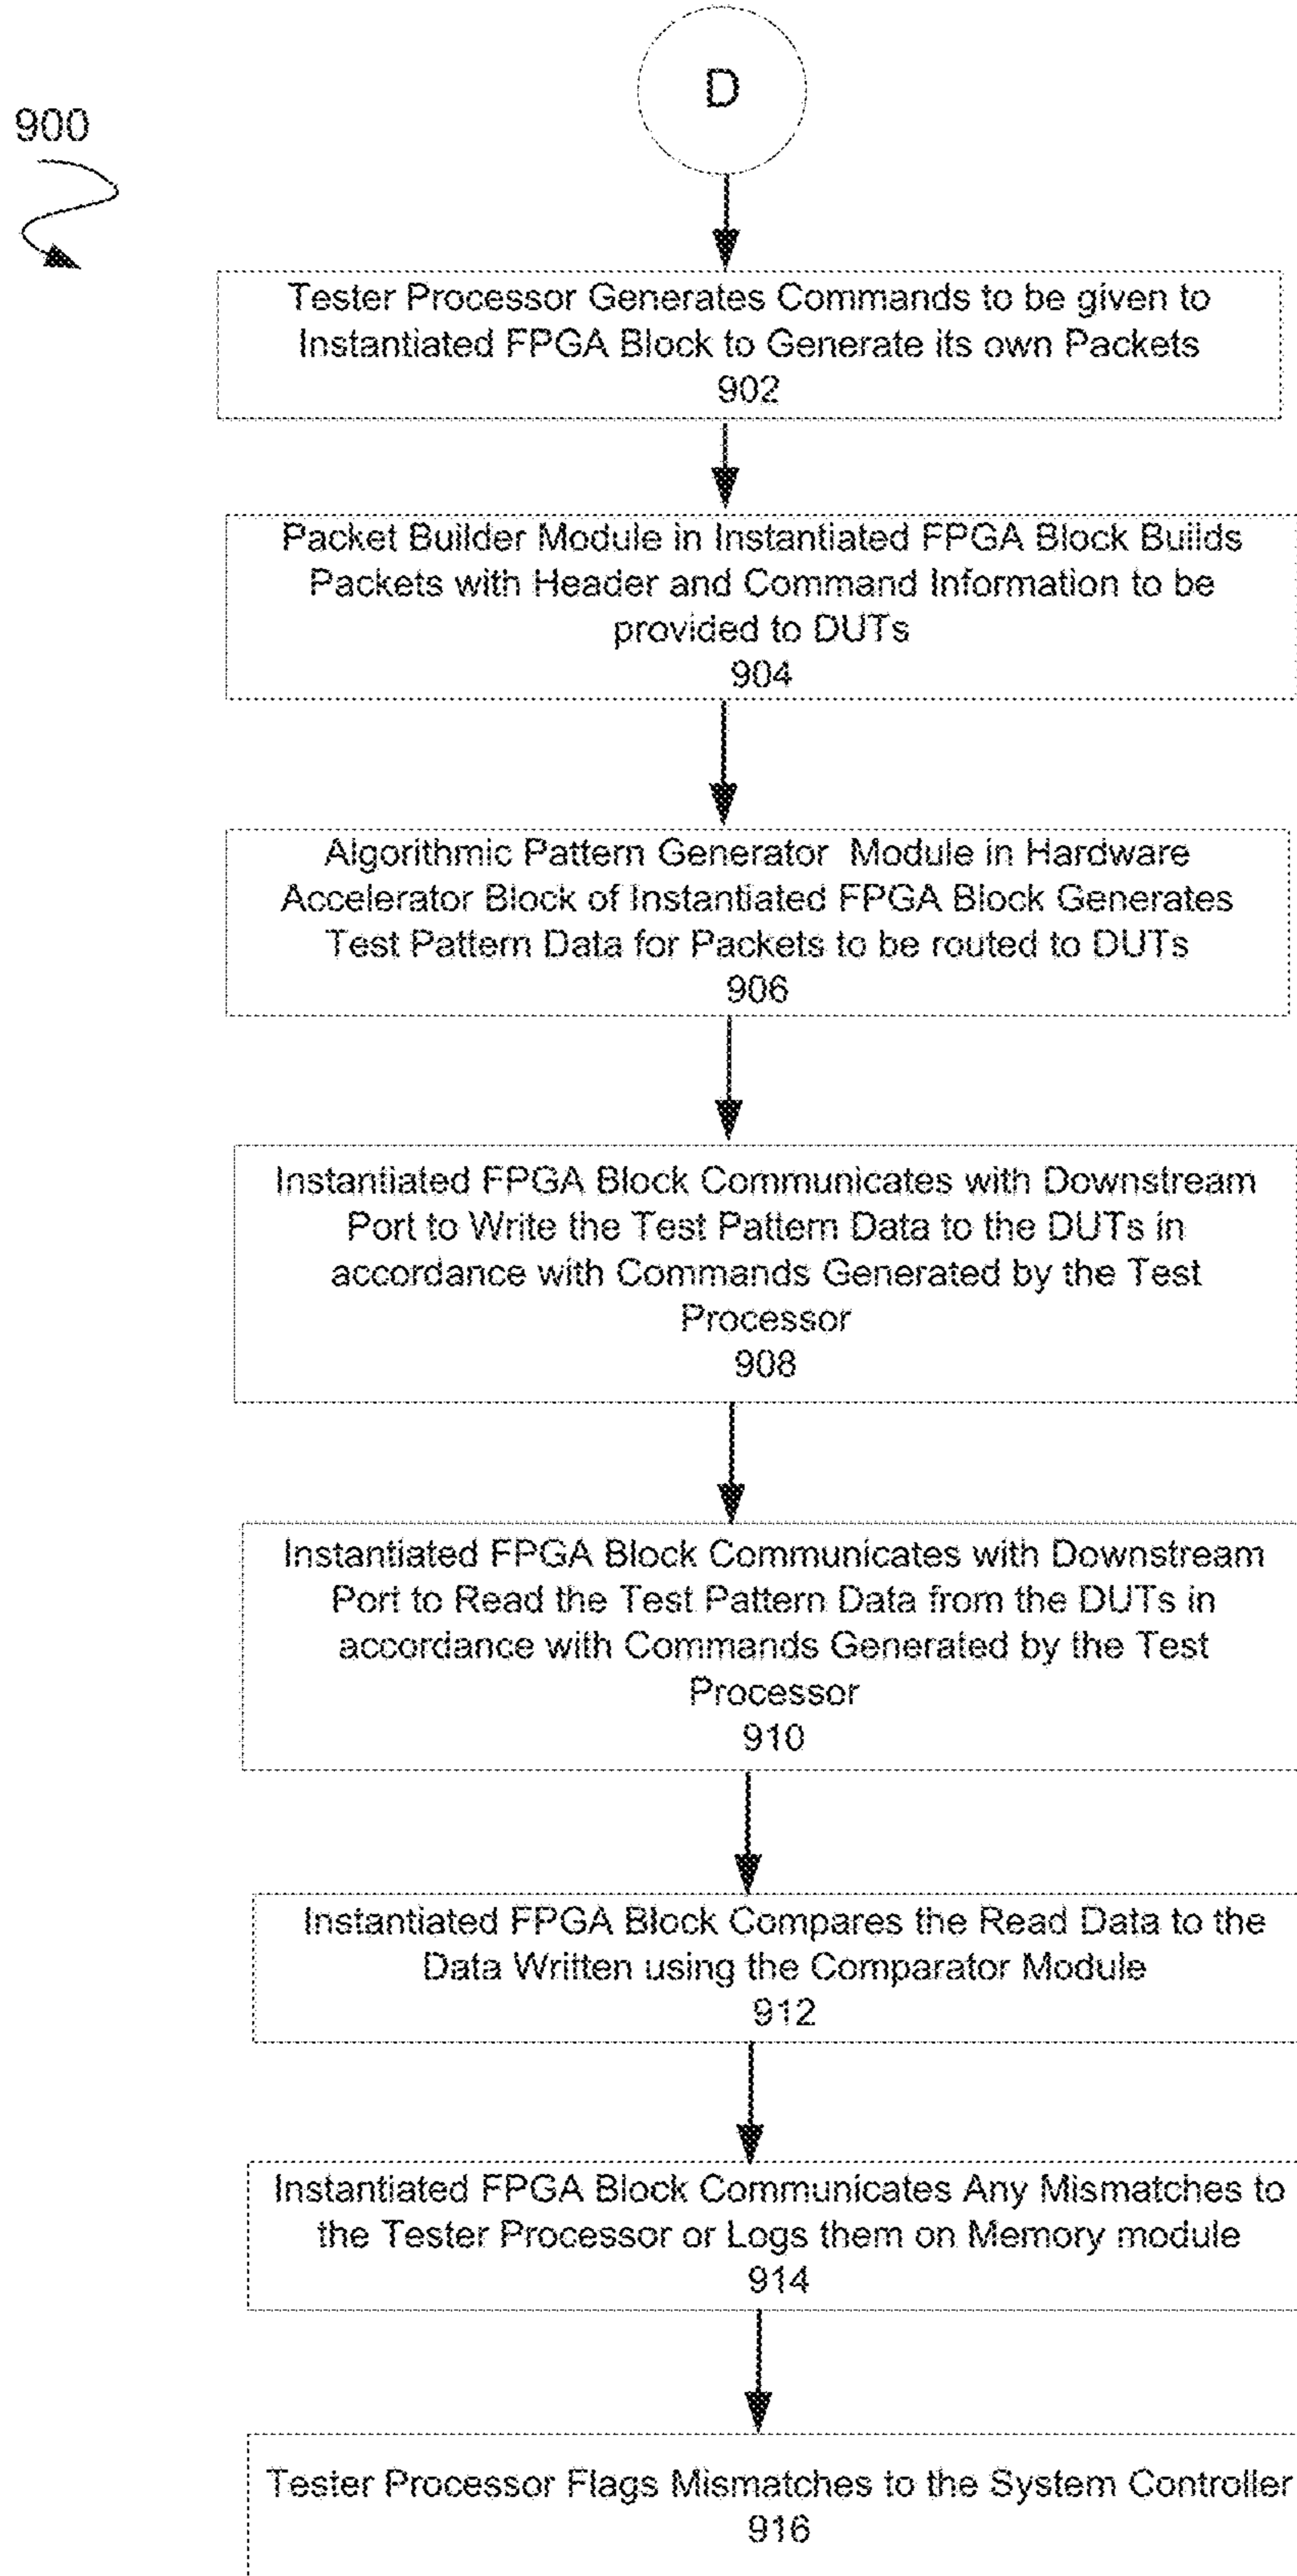 D
900
Tester Processor Generates Commands to be given to
Instantiated FPGA Block to Generate its own Packets
902
Packet Builder Module in Instantiated FPGA Block Builds
Packets with Header and Command Information to be
provided to DUTs
904
Algorithmic Pattern Generator Module in Hardware
Accelerator Block of Instantiated FPGA Block Generates
Test Pattern Data for Packets to be routed to DUTs
906
Instantiated FPGA Block Communicates with Downstream
Port to Write the Test Pattern Data to the DUTs in
accordance with Commands Generated by the Test
Processor
908
Instantiated FPGA Block Communicates with Downstream
Port to Read the Test Pattern Data from the DUTs in
accordance with Commands Generated by the Test
Processor
910
Instantiated FPGA Block Compares the Read Data to the
Data Written using the Comparator Module
912
Instantiated FPGA Block Communicates Any Mismatches to
the Tester Processor or Logs them on Memory module
914
Tester Processor Flags Mismatches to the System Controller
916